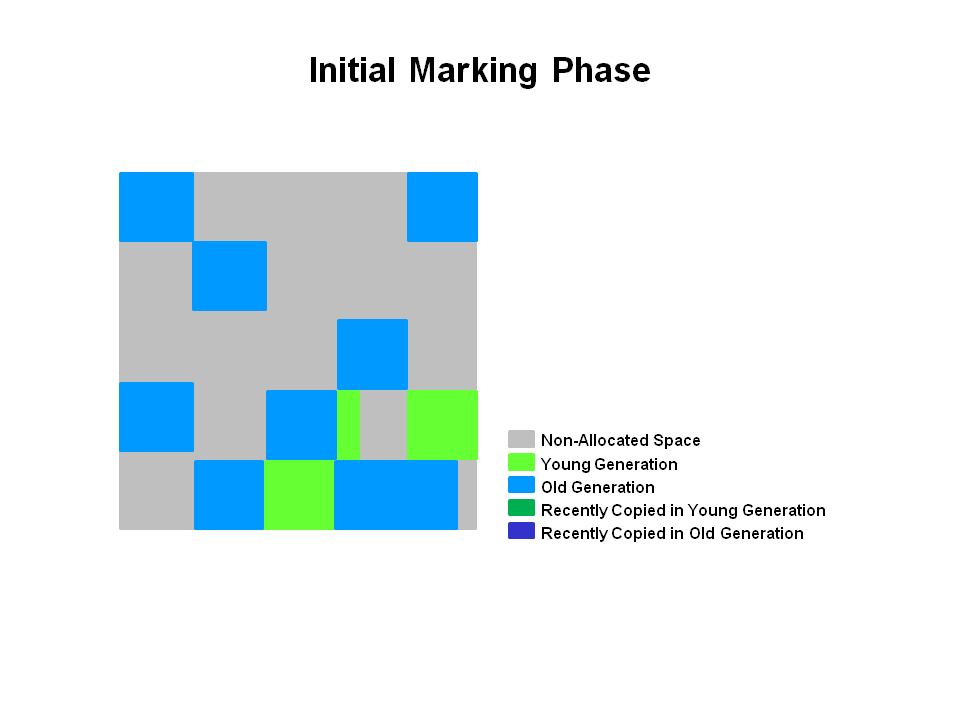 Initial Marking Phase
Non-Allocated Space
Young Generation
Old Generation
Recently Copied in Young Generation
Recently Copied in Old Generation